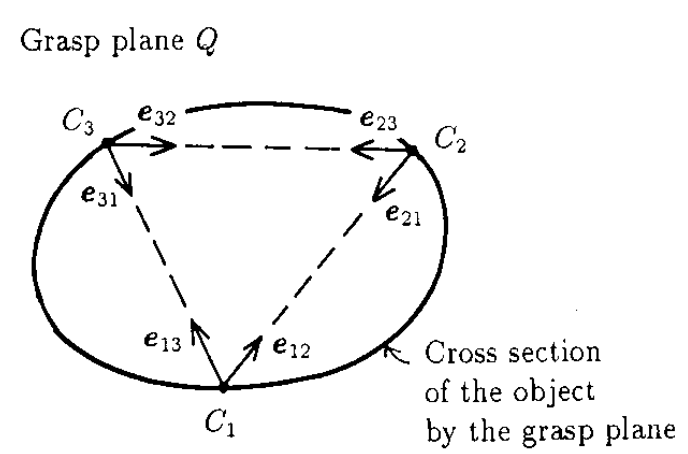 Grasp plane Q
C₃
e₃₂
e₂₃
C₂
e₃₁
e₂₁
e₁₃
e₁₂
C₁
Cross section
of the object
by the grasp plane